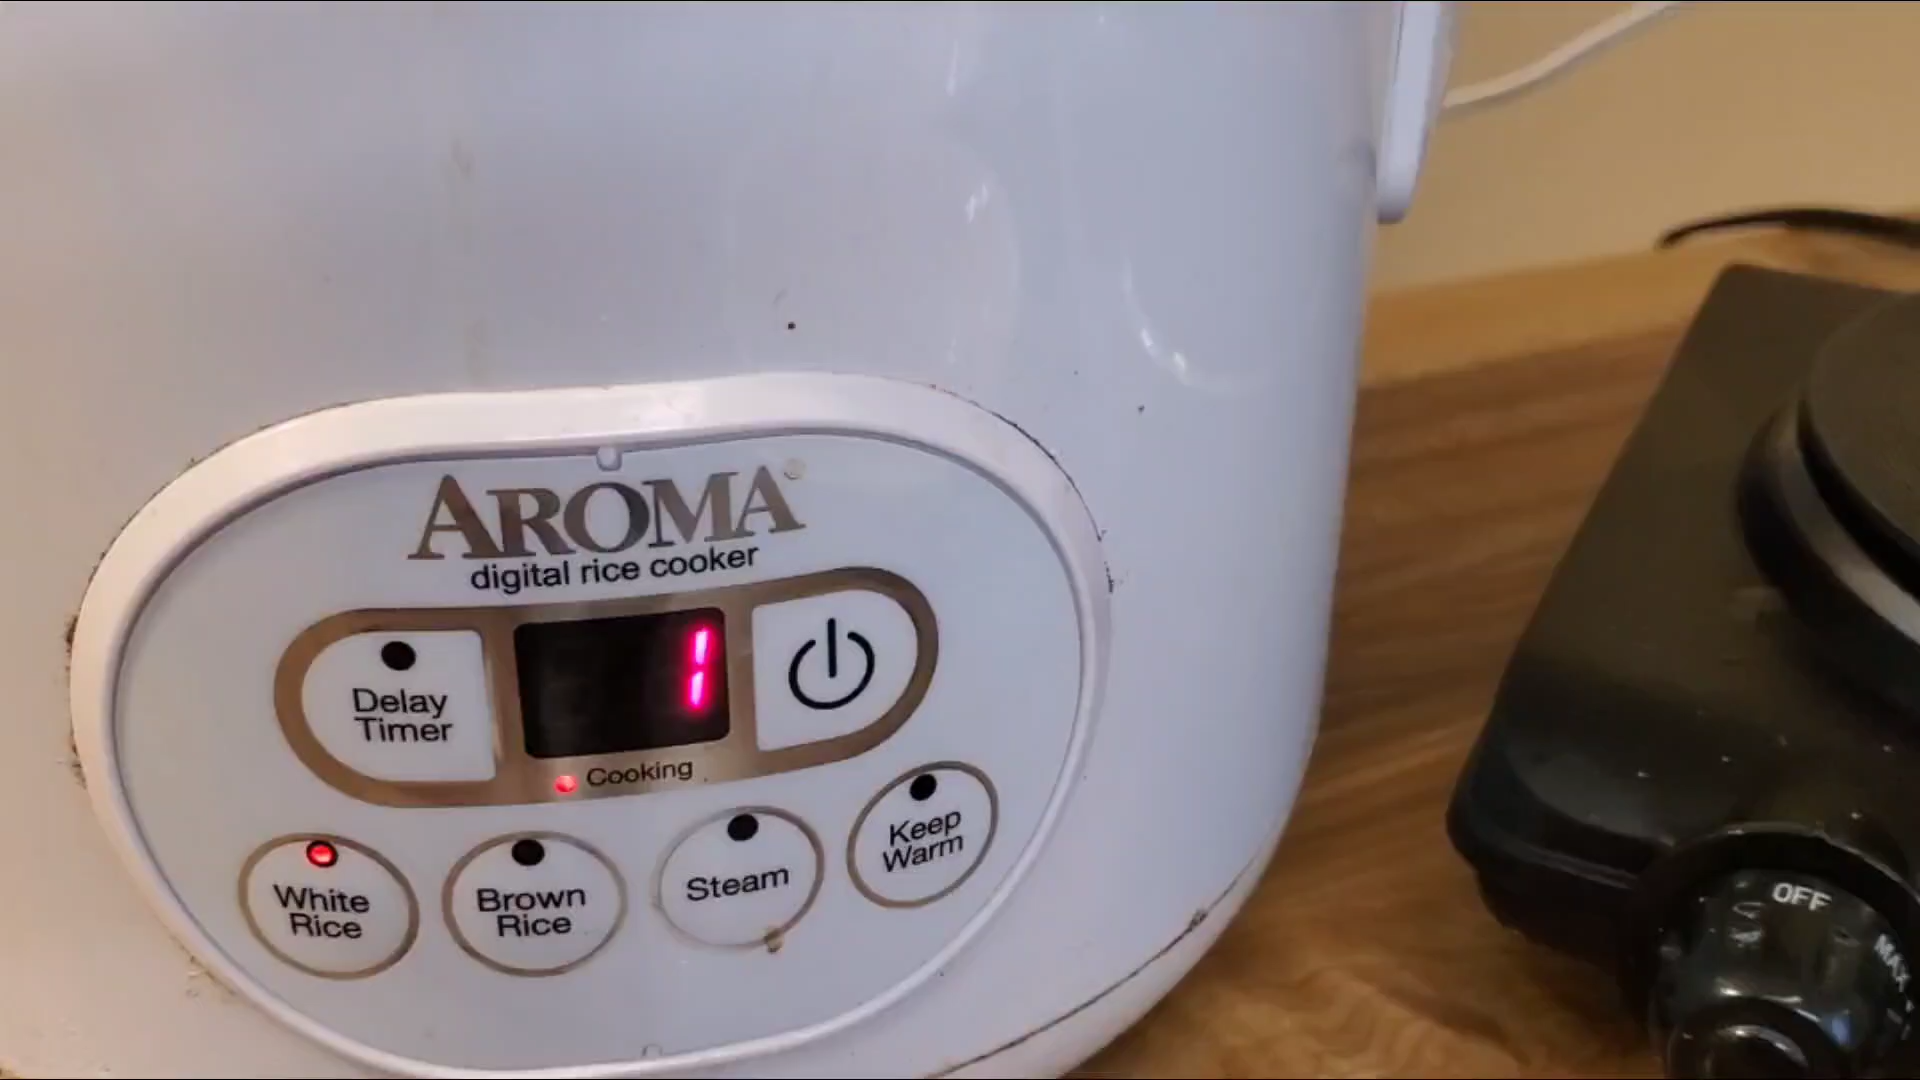 AROMA
digital rice cooker
Delay
Timer
1
Cooking
White
Rice
Brown
Rice
Steam
Keep
Warm
OFF
MAX